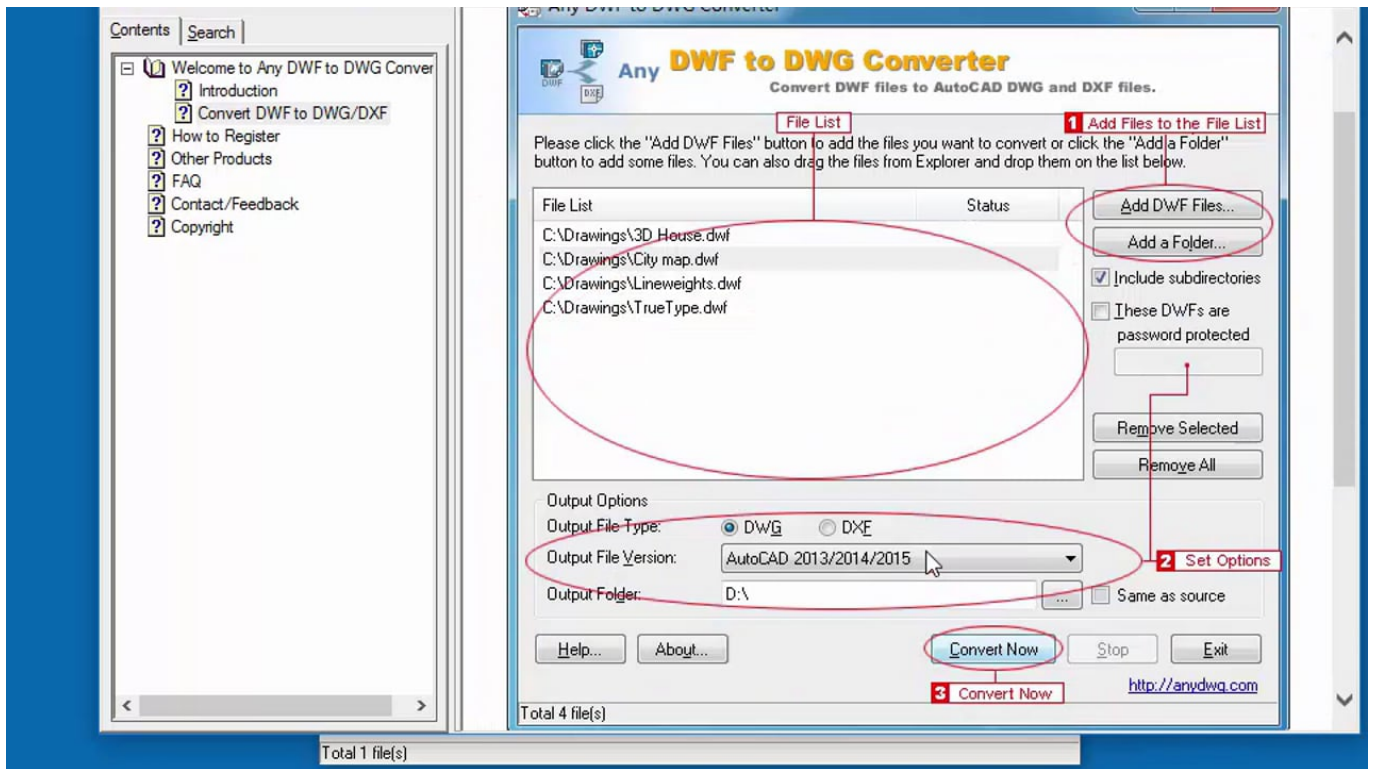 Any DWF to DWG Converter
Contents
Search
Welcome to Any DWF to DWG Conver
Introduction
Convert DWF to DWG/DXF
How to Register
Other Products
FAQ
Contact/Feedback
Copyright
DWF
DXF
Any DWF to DWG Converter
Convert DWF files to AutoCAD DWG and DXF files.
File List
1 Add Files to the File List
Please click the "Add DWF Files" button to add the files you want to convert or click the "Add a Folder"
button to add some files. You can also drag the files from Explorer and drop them on the list below.
File List Status
C:\Drawings\3D House.dwf
C:\Drawings\City map.dwf
C:\Drawings\Lineweights.dwf
C:\Drawings\TrueType.dwf
Add DWF Files...
Add a Folder...
Include subdirectories
These DWFs are
password protected
Remove Selected
Remove All
Output Options
Output File Type: DWG DXF
Output File Version: AutoCAD 2013/2014/2015
2 Set Options
Output Folder: D:\ ... Same as source
Help... About... Convert Now Stop Exit
3 Convert Now
http://anydwg.com
Total 4 file(s)
Total 1 file(s)